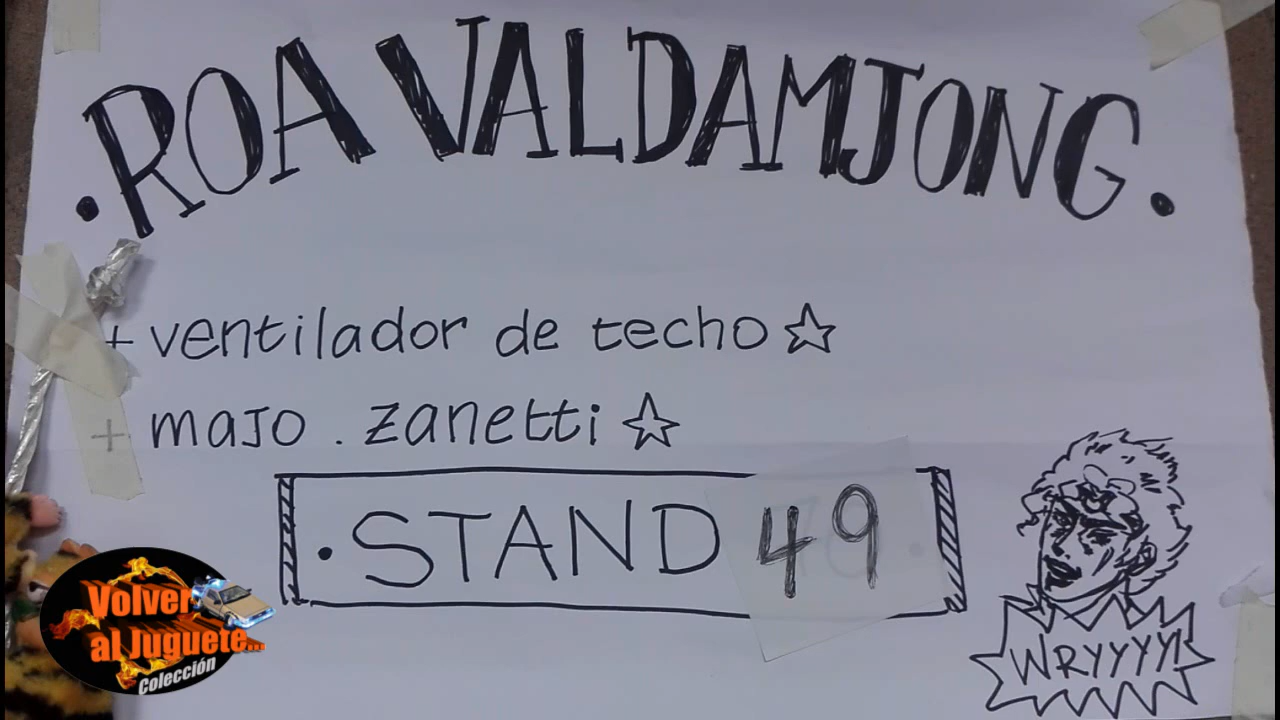 .ROA VALDAMJONG.
+ ventilador de techo ☆
+ majo . zanetti ☆
. STAND 49
WRYYYY!
Volver
al Juguete...
Colección